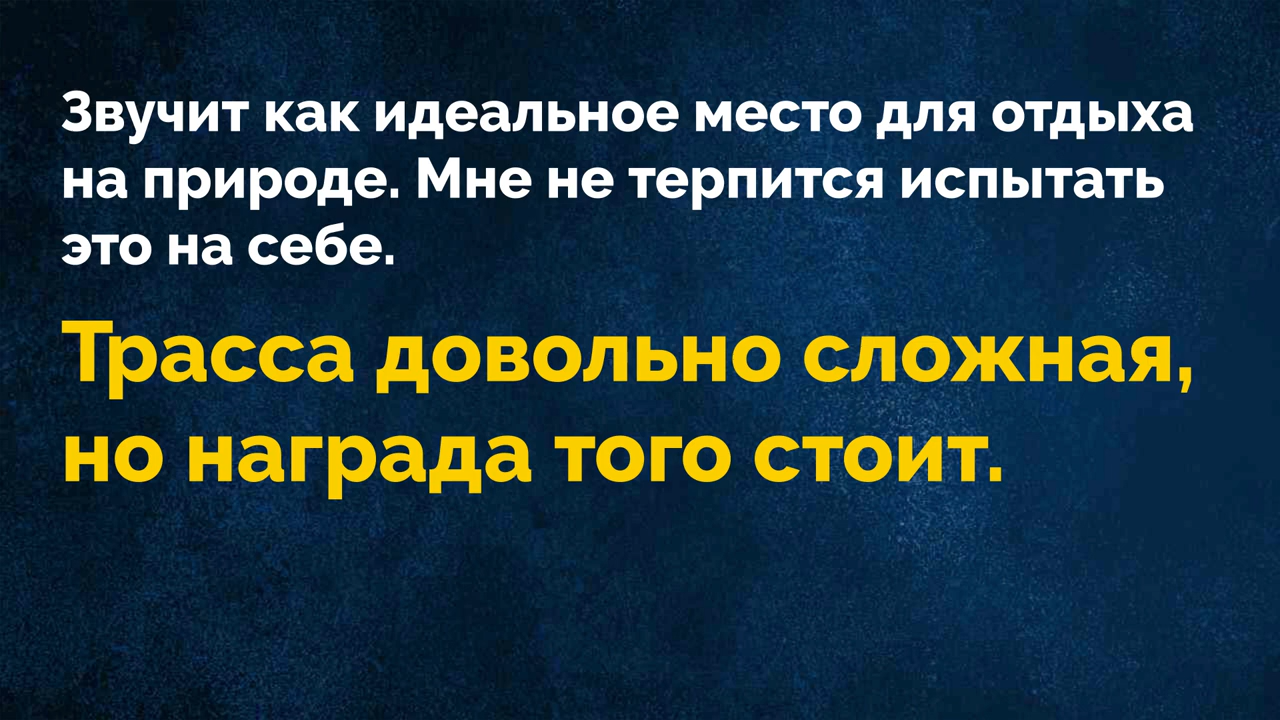 Звучит как идеальное место для отдыха
на природе. Мне не терпится испытать
это на себе.
Трасса довольно сложная,
но награда того стоит.